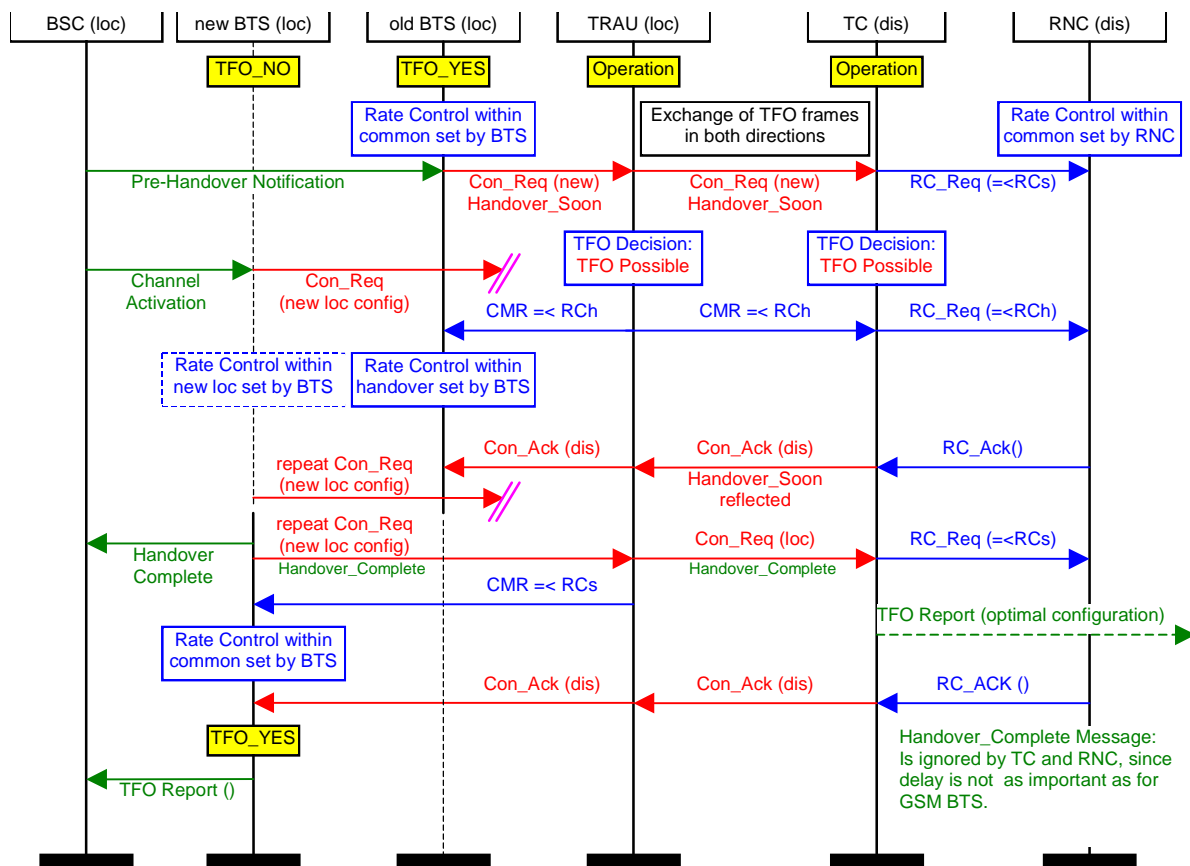 BSC (loc)
new BTS (loc)
old BTS (loc)
TRAU (loc)
TC (dis)
RNC (dis)
TFO_NO
TFO_YES
Operation
Operation
Rate Control within
common set by BTS
Exchange of TFO frames
in both directions
Rate Control within
common set by RNC
Pre-Handover Notification
Con_Req (new)
Handover_Soon
Con_Req (new)
Handover_Soon
RC_Req (=<RCs)
TFO Decision:
TFO Possible
TFO Decision:
TFO Possible
Channel
Activation
Con_Req
(new loc config)
CMR =< RCh
CMR =< RCh
RC_Req (=<RCh)
Rate Control within
new loc set by BTS
Rate Control within
handover set by BTS
Con_Ack (dis)
Con_Ack (dis)
RC_Ack()
Handover_Soon
reflected
repeat Con_Req
(new loc config)
repeat Con_Req
(new loc config)
Handover_Complete
Handover
Complete
Con_Req (loc)
Handover_Complete
RC_Req (=<RCs)
CMR =< RCs
TFO Report (optimal configuration)
Rate Control within
common set by BTS
Con_Ack (dis)
Con_Ack (dis)
RC_ACK ()
TFO_YES
Handover_Complete Message:
Is ignored by TC and RNC, since
delay is not as important as for
GSM BTS.
TFO Report ()